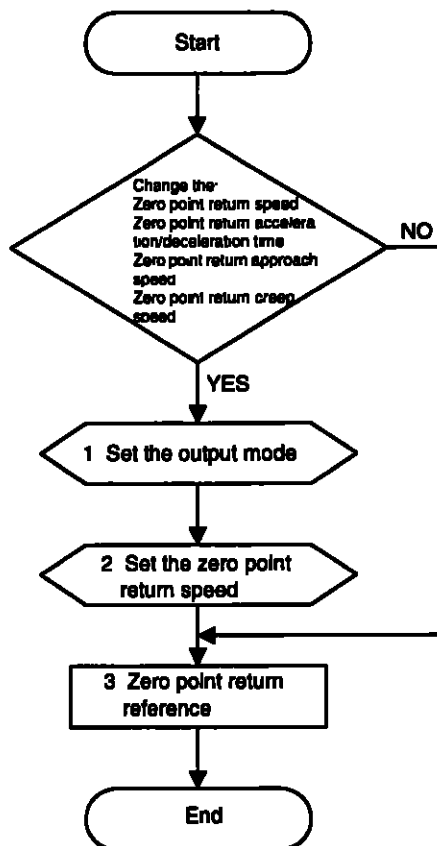 Start
Change the:
Zero point return speed
Zero point return accelera
tion/deceleration time
Zero point return approach
speed
Zero point return creep
speed
NO
YES
1 Set the output mode
2 Set the zero point
return speed
3 Zero point return
reference
End